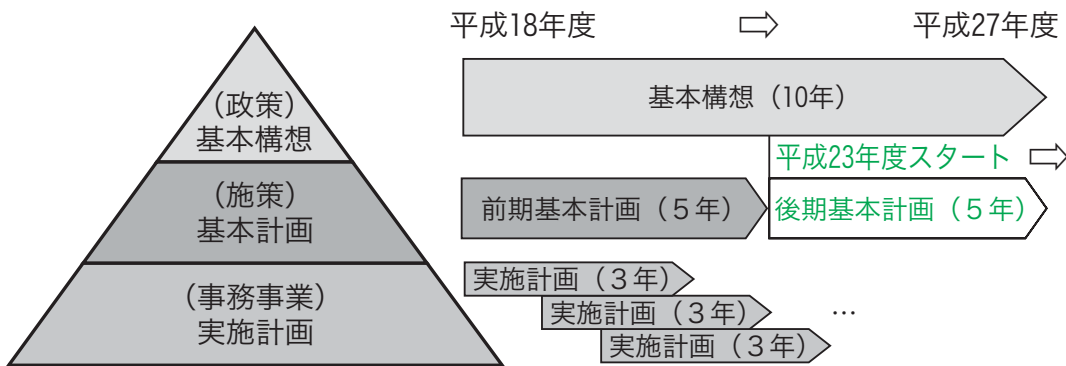 平成18年度 ⇨ 平成27年度
(政策)
基本構想
基本構想(10年)
平成23年度スタート ⇨
(施策)
基本計画
前期基本計画(5年)
後期基本計画(5年)
(事務事業)
実施計画
実施計画(3年)
実施計画(3年) …
実施計画(3年)